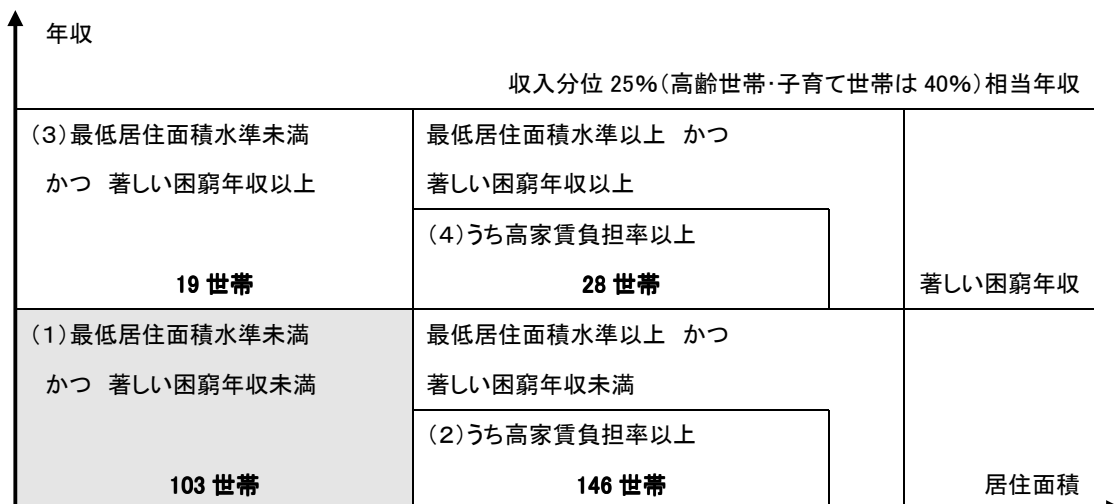 年収
収入分位 25%(高齢世帯・子育て世帯は 40%)相当年収
(3)最低居住面積水準未満
かつ 著しい困窮年収以上
19 世帯
最低居住面積水準以上 かつ
著しい困窮年収以上
(4)うち高家賃負担率以上
28 世帯
著しい困窮年収
(1)最低居住面積水準未満
かつ 著しい困窮年収未満
103 世帯
最低居住面積水準以上 かつ
著しい困窮年収未満
(2)うち高家賃負担率以上
146 世帯
居住面積